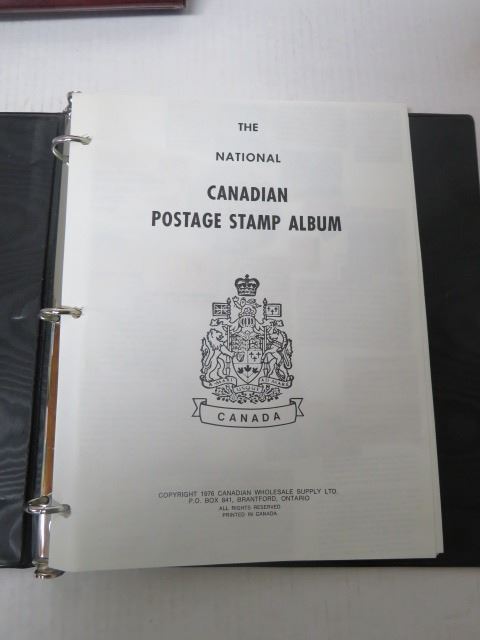 THE
NATIONAL
CANADIAN
POSTAGE STAMP ALBUM
CANADA
COPYRIGHT 1976 CANADIAN WHOLESALE SUPPLY LTD.
P.O. BOX 841, BRANTFORD, ONTARIO
ALL RIGHTS RESERVED
PRINTED IN CANADA